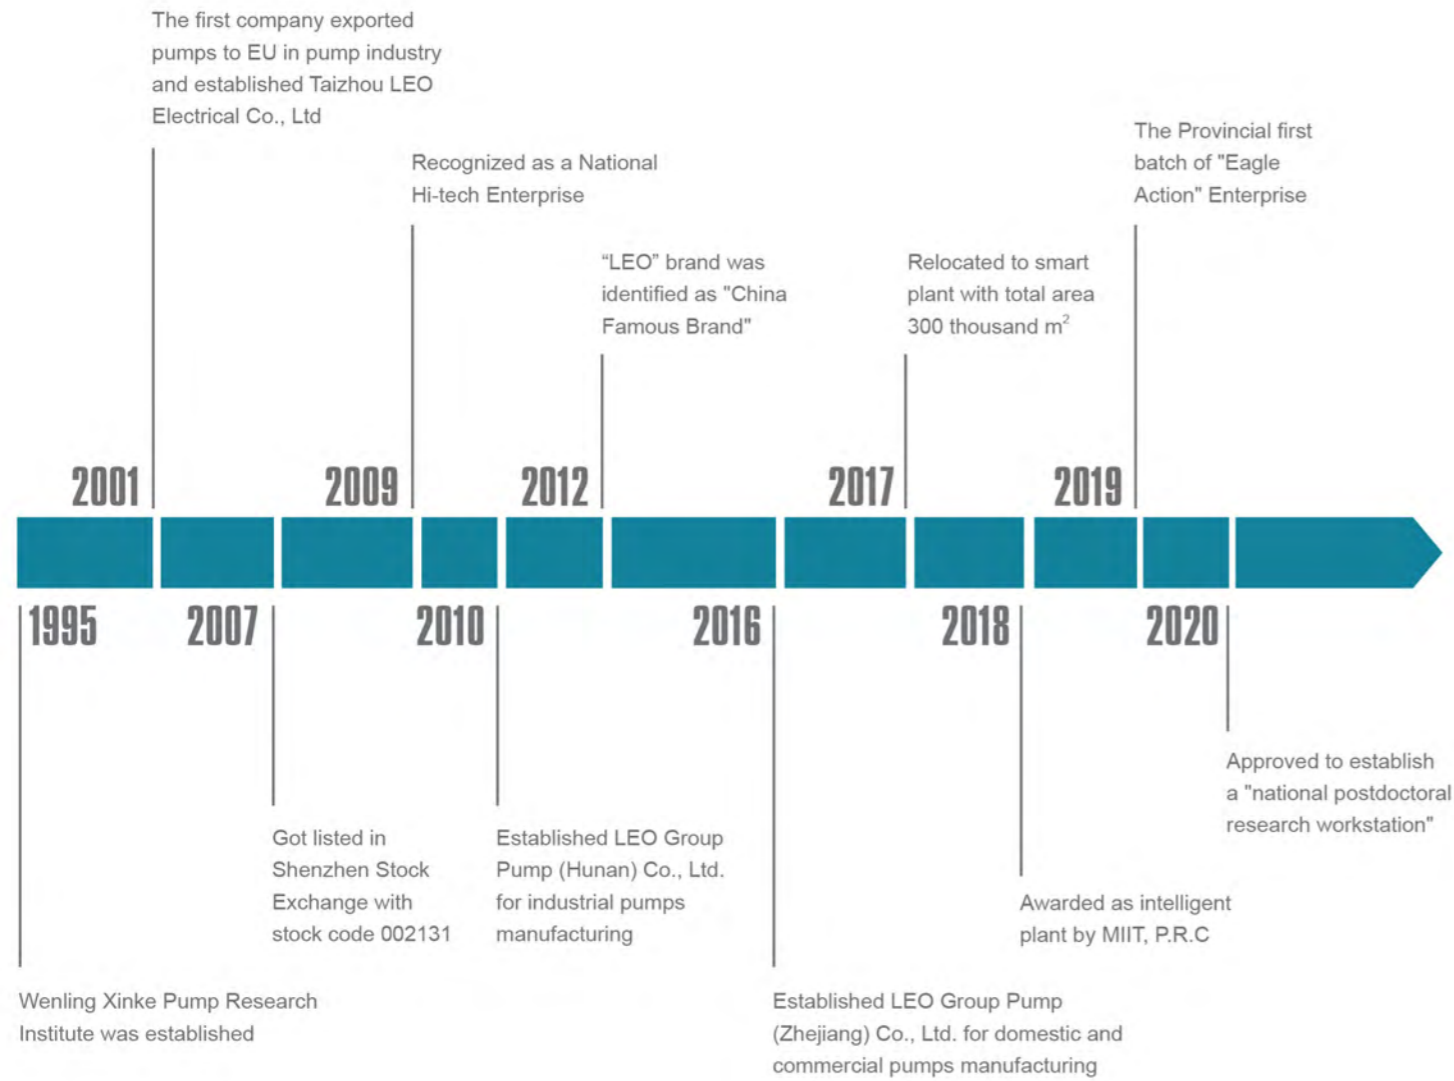 The first company exported
pumps to EU in pump industry
and established Taizhou LEO
Electrical Co., Ltd
Recognized as a National
Hi-tech Enterprise
“LEO” brand was
identified as "China
Famous Brand"
Relocated to smart
plant with total area
300 thousand m²
The Provincial first
batch of "Eagle
Action" Enterprise
2001
2009
2012
2017
2019
1995
2007
2010
2016
2018
2020
Wenling Xinke Pump Research
Institute was established
Got listed in
Shenzhen Stock
Exchange with
stock code 002131
Established LEO Group
Pump (Hunan) Co., Ltd.
for industrial pumps
manufacturing
Established LEO Group Pump
(Zhejiang) Co., Ltd. for domestic and
commercial pumps manufacturing
Awarded as intelligent
plant by MIIT, P.R.C
Approved to establish
a "national postdoctoral
research workstation"